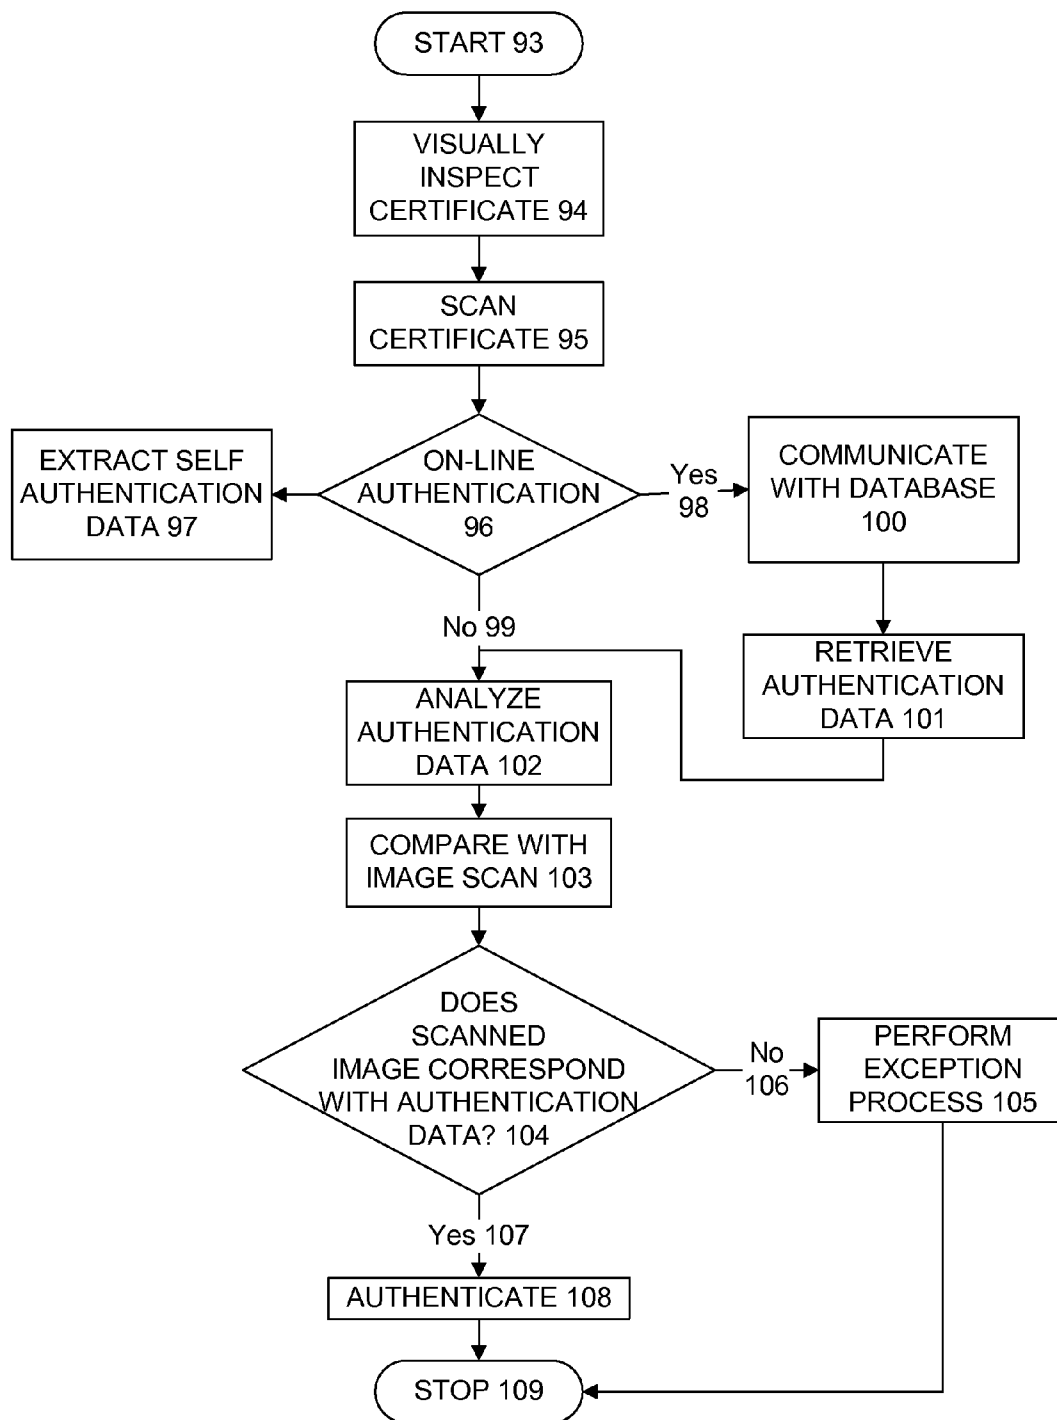 START 93
VISUALLY
INSPECT
CERTIFICATE 94
SCAN
CERTIFICATE 95
EXTRACT SELF
AUTHENTICATION
DATA 97
ON-LINE
AUTHENTICATION
96
Yes
98
COMMUNICATE
WITH DATABASE
100
No 99
RETRIEVE
AUTHENTICATION
DATA 101
ANALYZE
AUTHENTICATION
DATA 102
COMPARE WITH
IMAGE SCAN 103
DOES
SCANNED
IMAGE CORRESPOND
WITH AUTHENTICATION
DATA? 104
No
106
PERFORM
EXCEPTION
PROCESS 105
Yes 107
AUTHENTICATE 108
STOP 109